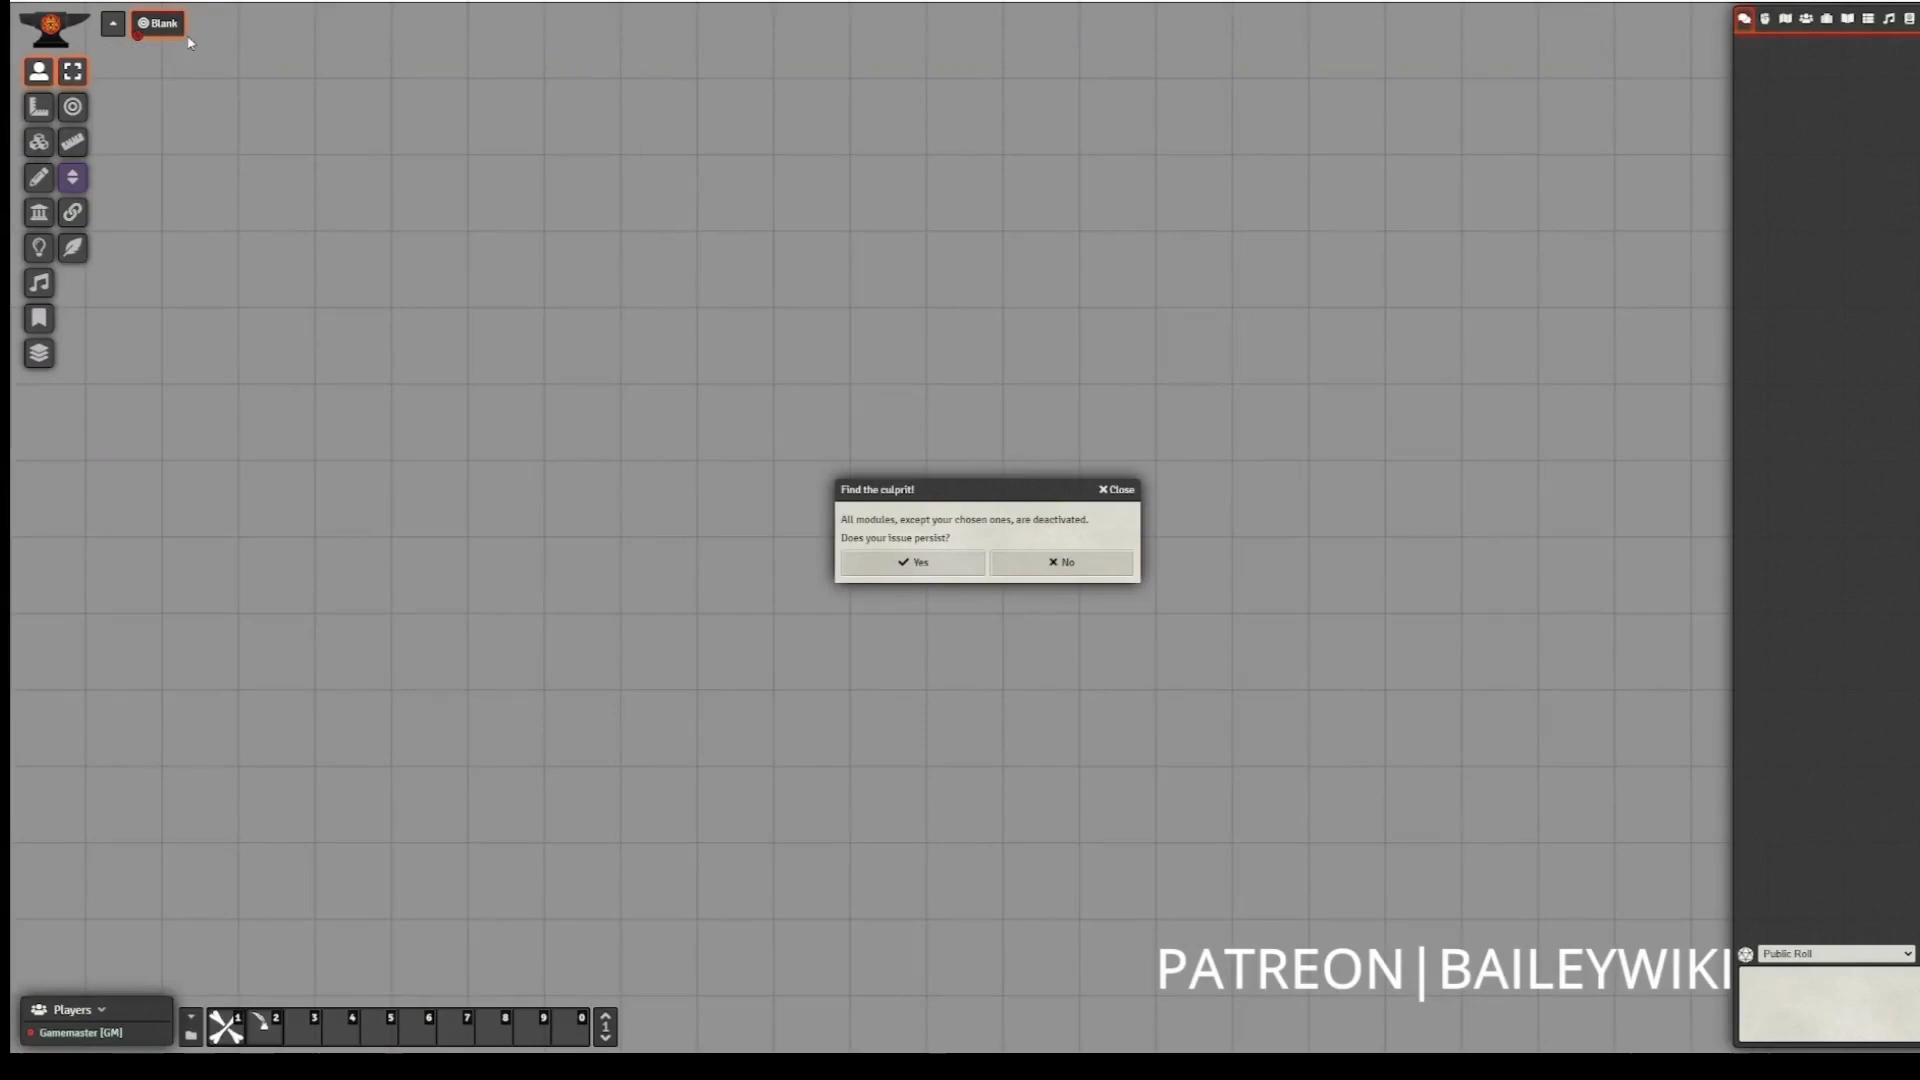 Blank
Find the culprit!
Close
All modules, except your chosen ones, are deactivated.
Does your issue persist?
Yes
No
PATREON|BAILEYWIKI
Public Roll
Players
Gamemaster [GM]
1 2 3 4 5 6 7 8 9 0
1